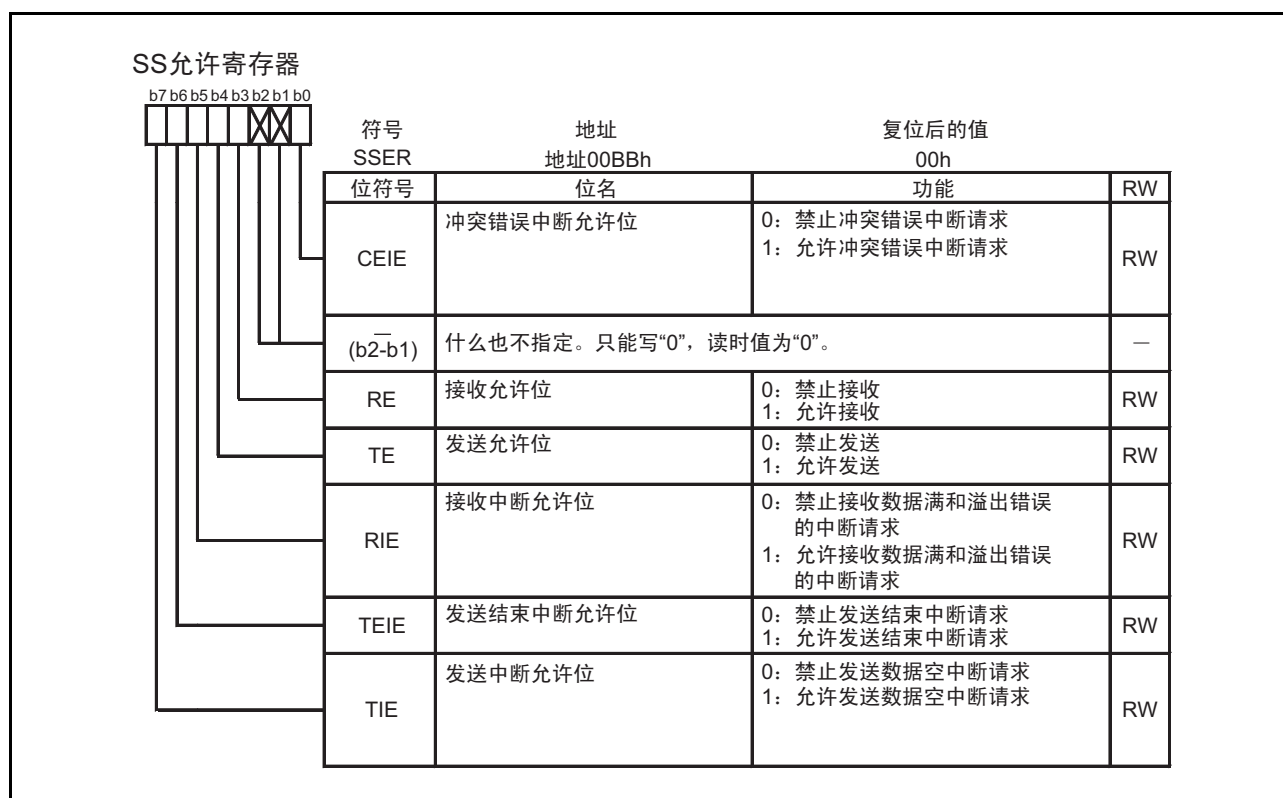 SS允许寄存器
b7 b6 b5 b4 b3 b2 b1 b0
符号 地址 复位后的值
SSER 地址00BBh 00h
位符号 位名 功能 RW
CEIE 冲突错误中断允许位 0：禁止冲突错误中断请求
1：允许冲突错误中断请求 RW
—
(b2-b1) 什么也不指定。只能写“0”，读时值为“0”。 —
RE 接收允许位 0：禁止接收
1：允许接收 RW
TE 发送允许位 0：禁止发送
1：允许发送 RW
RIE 接收中断允许位 0：禁止接收数据满和溢出错误
的中断请求
1：允许接收数据满和溢出错误
的中断请求 RW
TEIE 发送结束中断允许位 0：禁止发送结束中断请求
1：允许发送结束中断请求 RW
TIE 发送中断允许位 0：禁止发送数据空中断请求
1：允许发送数据空中断请求 RW